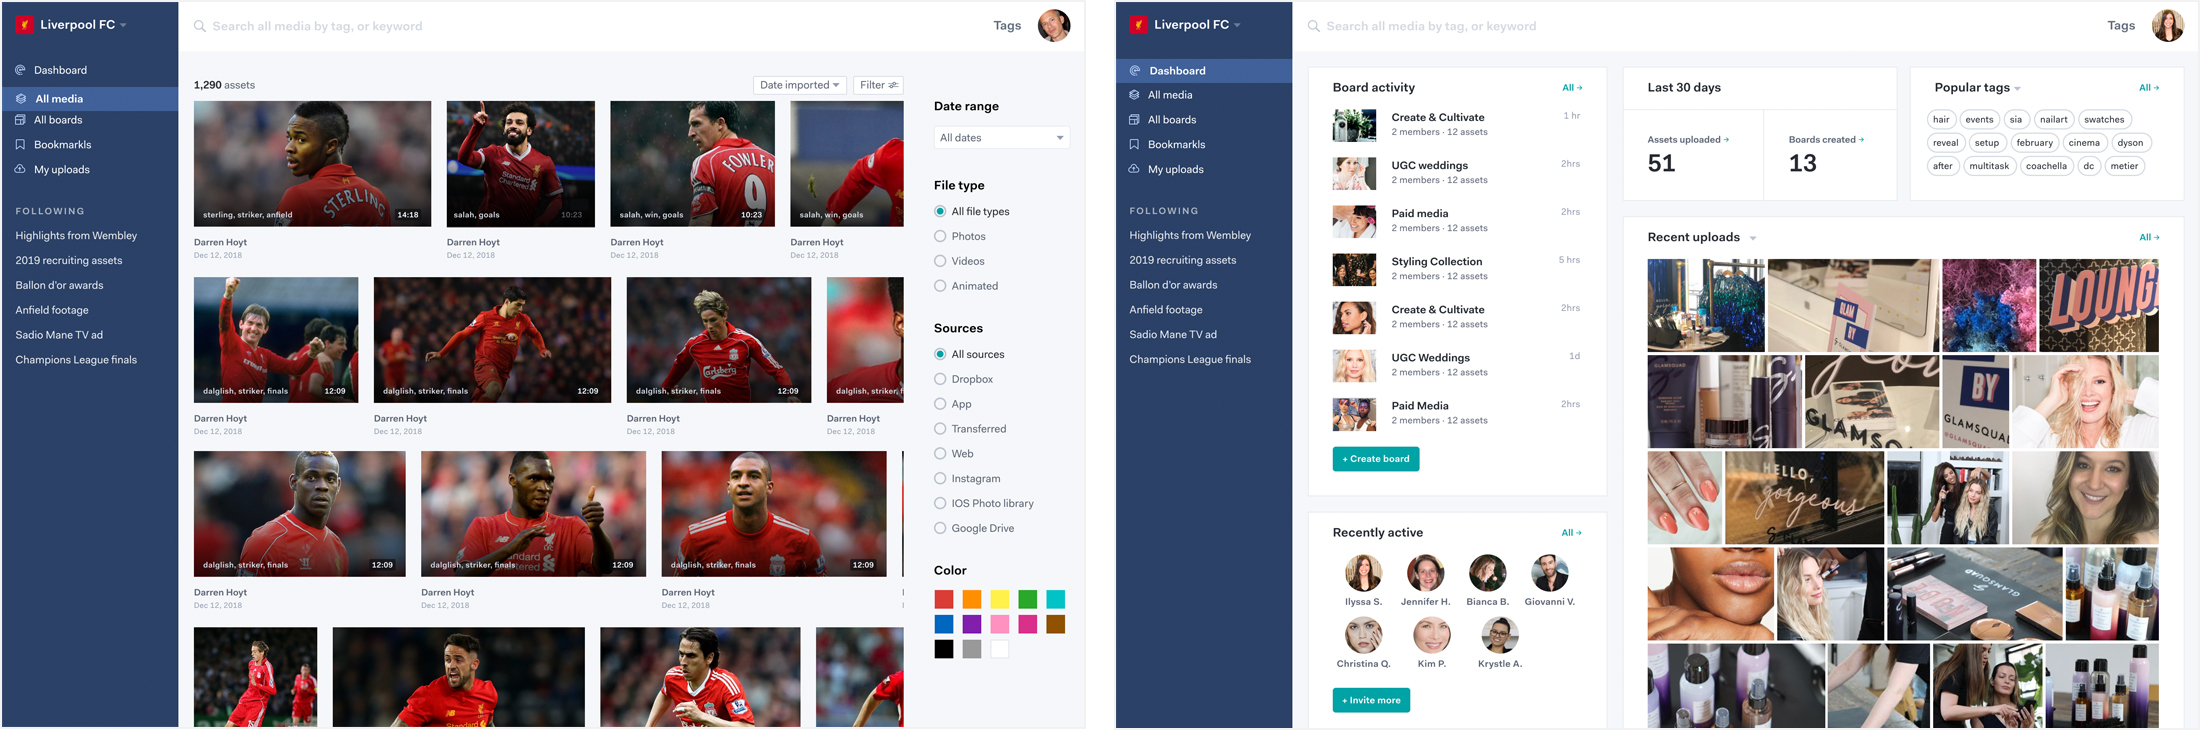 Liverpool FC
Search all media by tag, or keyword
Tags
Dashboard
All media
All boards
Bookmarkls
My uploads
FOLLOWING
Highlights from Wembley
2019 recruiting assets
Ballon d'or awards
Anfield footage
Sadio Mane TV ad
Champions League finals
1,290 assets
Date imported
Filter
sterling, striker, anfield 14:18
salah, goals 10:23
salah, win, goals 10:23
salah, win, goals
STERLING
FOWLER
9
Standard
Chartered
Darren Hoyt
Dec 12, 2018
Darren Hoyt
Dec 12, 2018
Darren Hoyt
Dec 12, 2018
Darren Hoyt
Dec 12, 2018
Carlsberg
dalglish, striker, finals 12:09
dalglish, striker, finals 12:09
dalglish, striker, finals 12:09
dalglish, striker, f
Darren Hoyt
Dec 12, 2018
Darren Hoyt
Dec 12, 2018
Darren Hoyt
Dec 12, 2018
Darren Hoyt
Dec 12, 2018
dalglish, striker, finals 12:09
dalglish, striker, finals 12:09
dalglish, striker, finals 12:09
Darren Hoyt
Dec 12, 2018
Darren Hoyt
Dec 12, 2018
Darren Hoyt
Dec 12, 2018
Date range
All dates
File type
All file types
Photos
Videos
Animated
Sources
All sources
Dropbox
App
Transferred
Web
Instagram
IOS Photo library
Google Drive
Color
Liverpool FC
Search all media by tag, or keyword
Tags
Dashboard
All media
All boards
Bookmarkls
My uploads
FOLLOWING
Highlights from Wembley
2019 recruiting assets
Ballon d'or awards
Anfield footage
Sadio Mane TV ad
Champions League finals
Board activity
All →
Create & Cultivate 1 hr
2 members · 12 assets
UGC weddings 2hrs
2 members · 12 assets
Paid media 2hrs
2 members · 12 assets
Styling Collection 5 hrs
2 members · 12 assets
Create & Cultivate 2hrs
2 members · 12 assets
UGC Weddings 1d
2 members · 12 assets
Paid Media 2hrs
2 members · 12 assets
+ Create board
Recently active
All →
Ilyssa S. Jennifer H. Bianca B. Giovanni V.
Christina Q. Kim P. Krystle A.
+ Invite more
Last 30 days
Assets uploaded →
51
Boards created →
13
Popular tags
All →
hair events sia nailart swatches
reveal setup february cinema dyson
after multitask coachella dc metier
Recent uploads
All →
GLAM
BY
LOUNG
GLAMSQUAD
GLAMSQ
BY
GLAMSQUAD
HELLO,
gorgeous
GLAMSQUAD